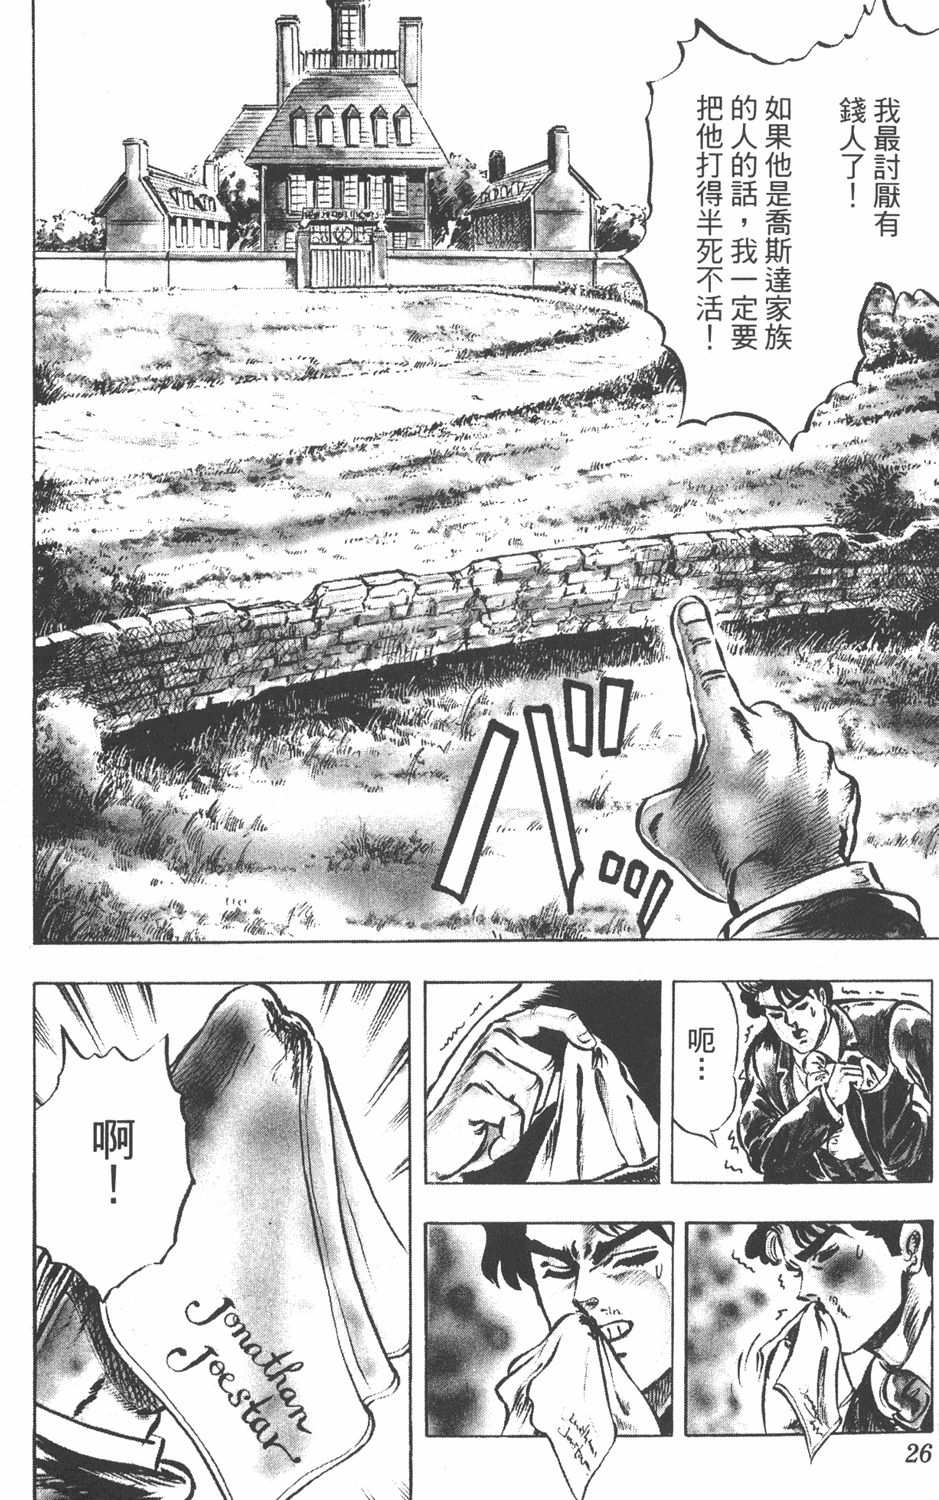 我最討厭有
錢人了！
如果他是喬斯達家族
的人的話，我一定要
把他打得半死不活！
バッ
呃…
啊！
Jonathan
Joestar
26